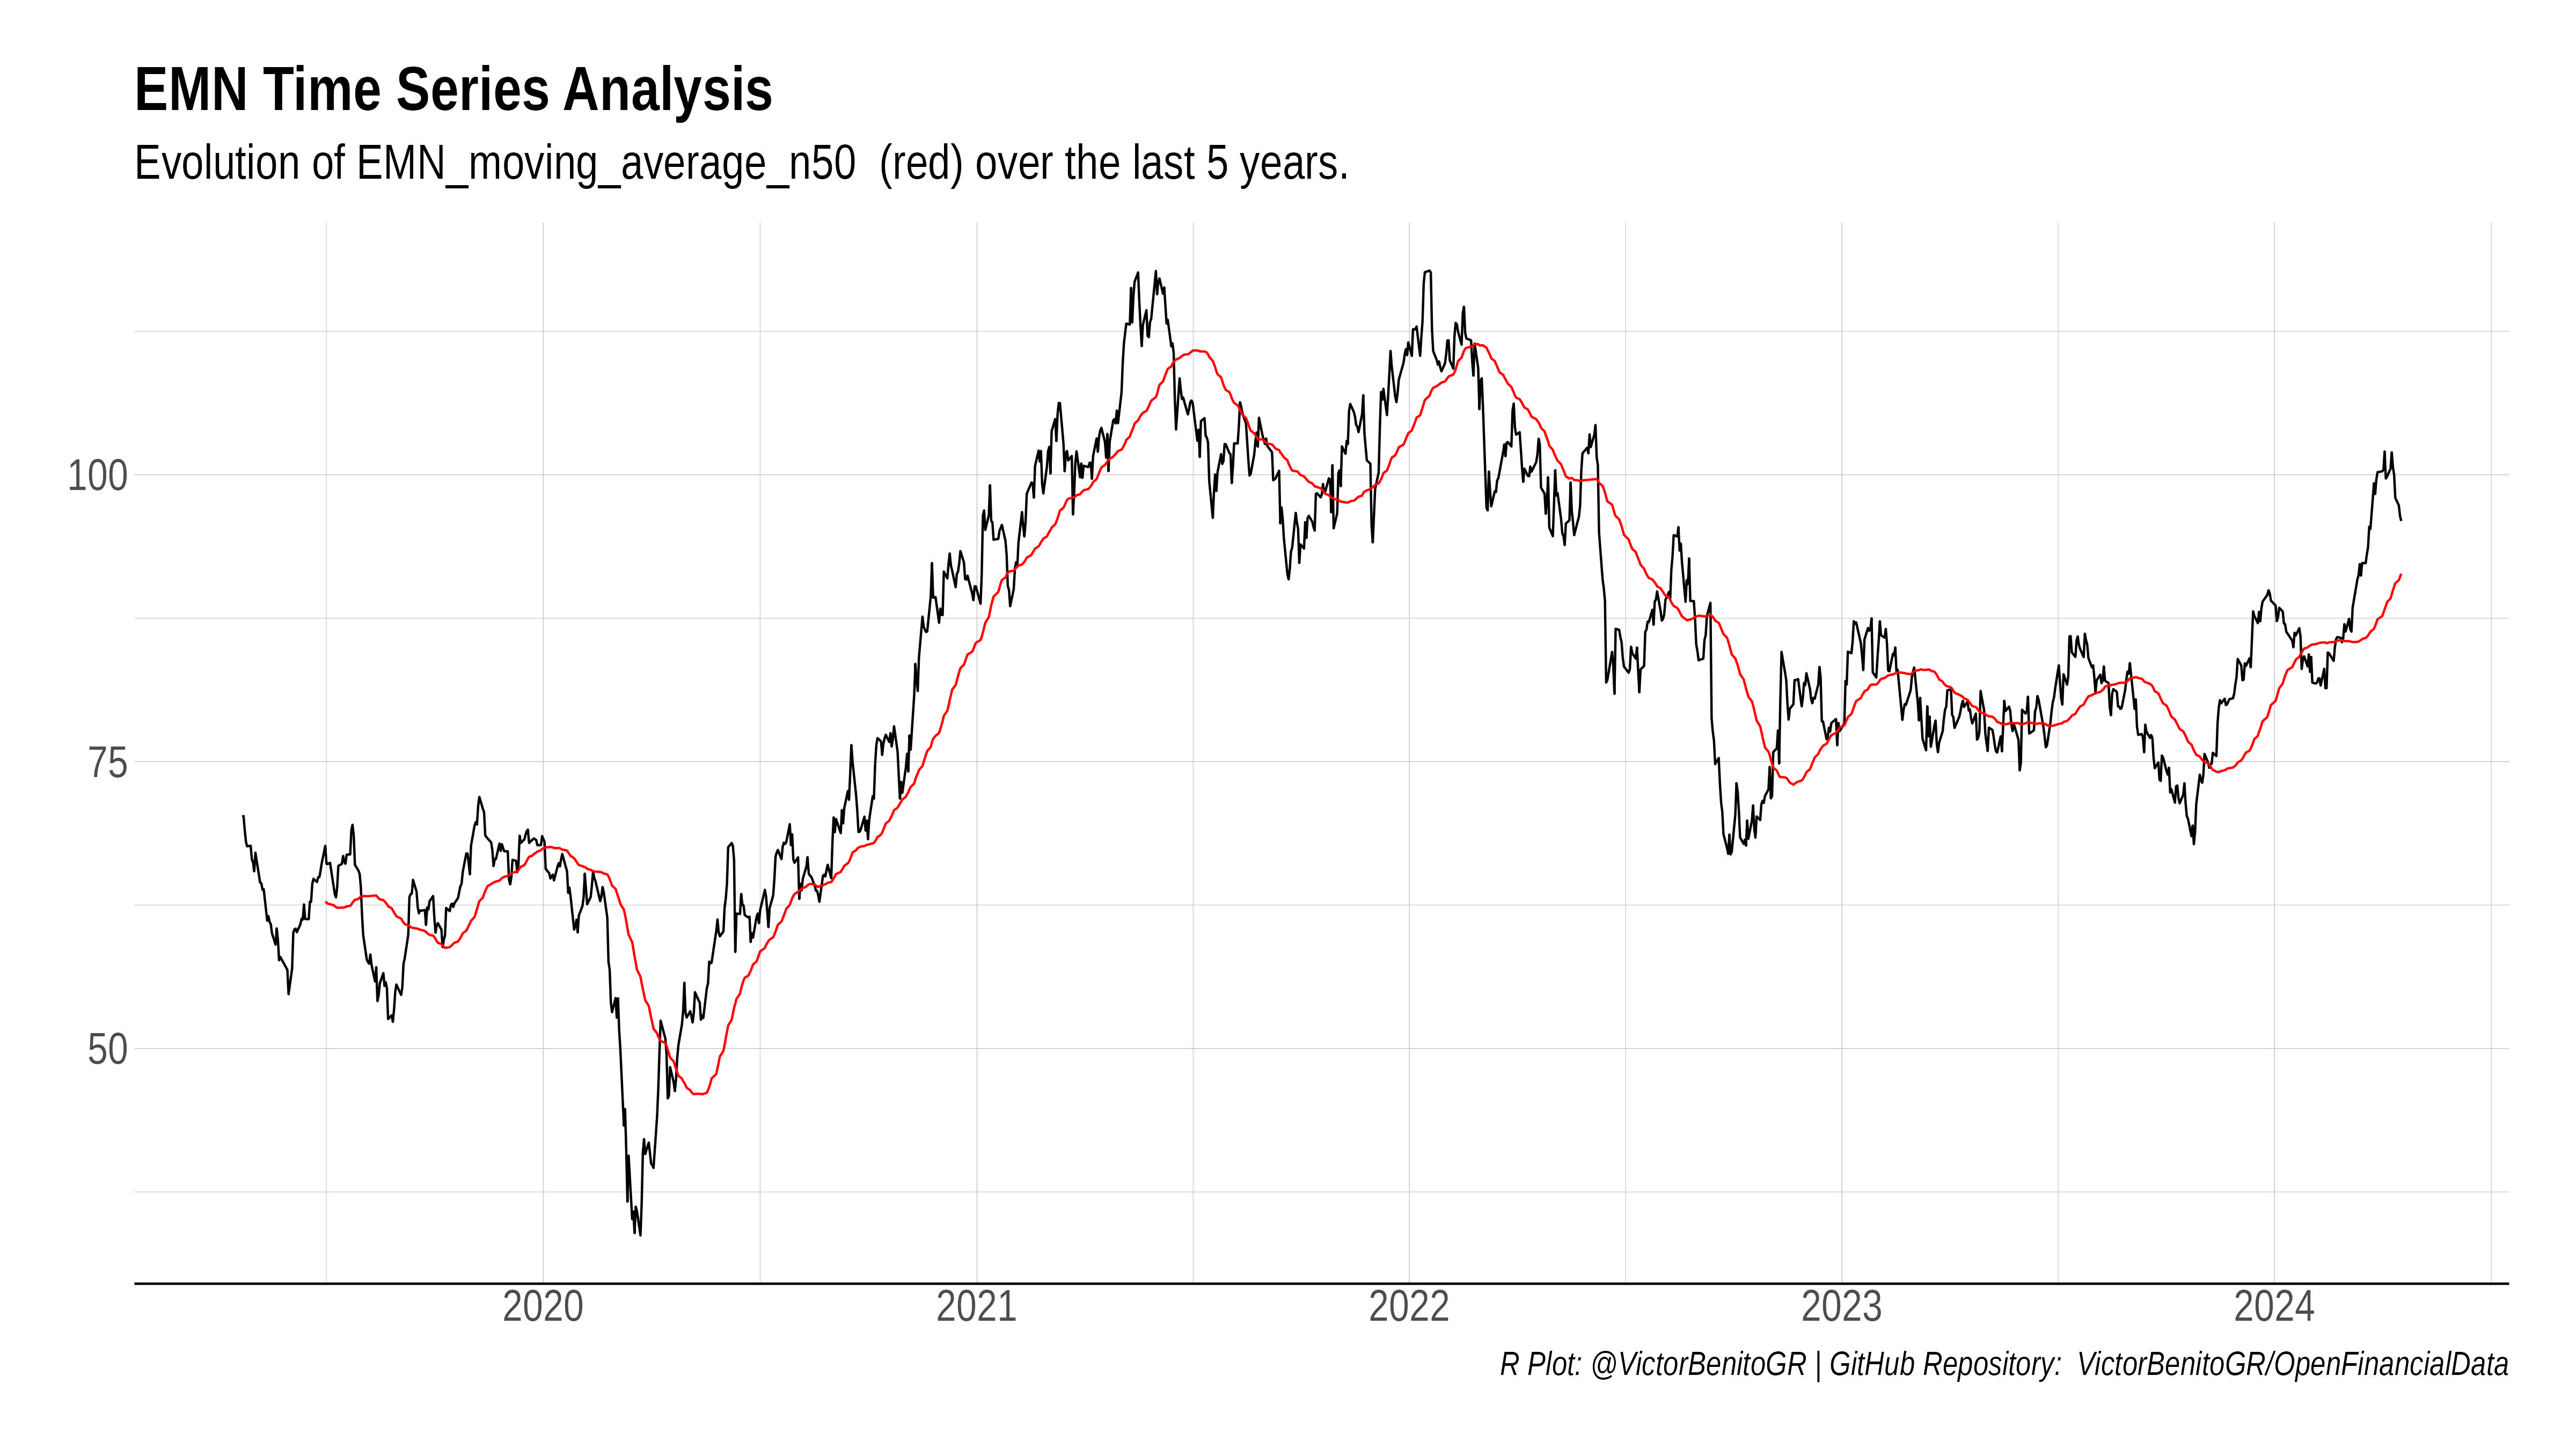 EMN Time Series Analysis
Evolution of EMN_moving_average_n50  (red) over the last 5 years.
100
75
50
2020 2021 2022 2023 2024
R Plot: @VictorBenitoGR | GitHub Repository:  VictorBenitoGR/OpenFinancialData